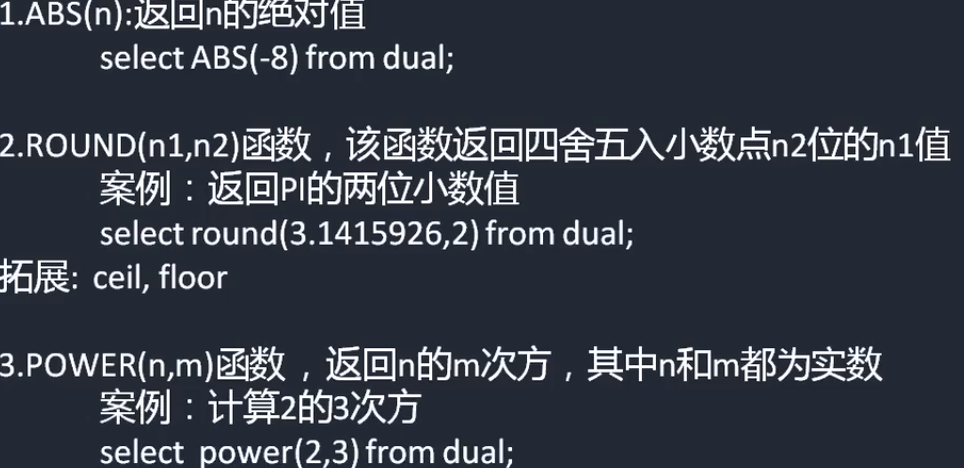 1.ABS(n):返回n的绝对值
select ABS(-8) from dual;
2.ROUND(n1,n2)函数，该函数返回四舍五入小数点n2位的n1值
案例：返回PI的两位小数值
select round(3.1415926,2) from dual;
拓展: ceil, floor
3.POWER(n,m)函数 ，返回n的m次方，其中n和m都为实数
案例：计算2的3次方
select  power(2,3) from dual;